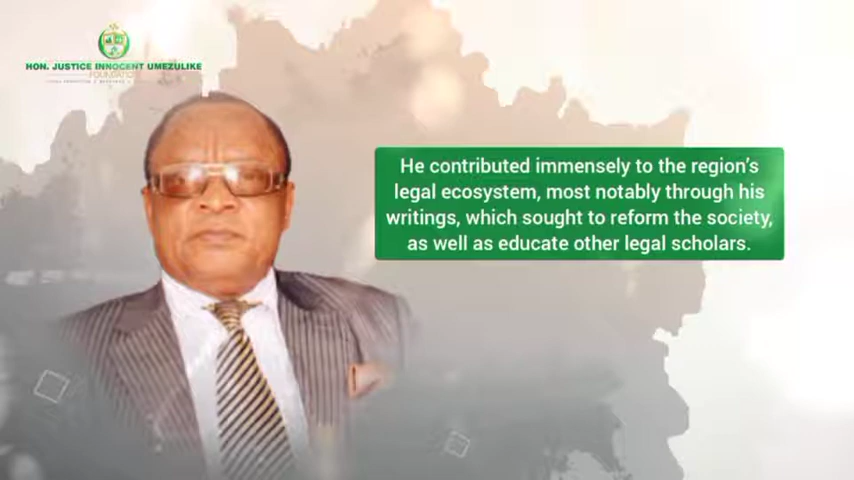 HON. JUSTICE INNOCENT UMEZULIKE
FOUNDATION
He contributed immensely to the region's
legal ecosystem, most notably through his
writings, which sought to reform the society,
as well as educate other legal scholars.